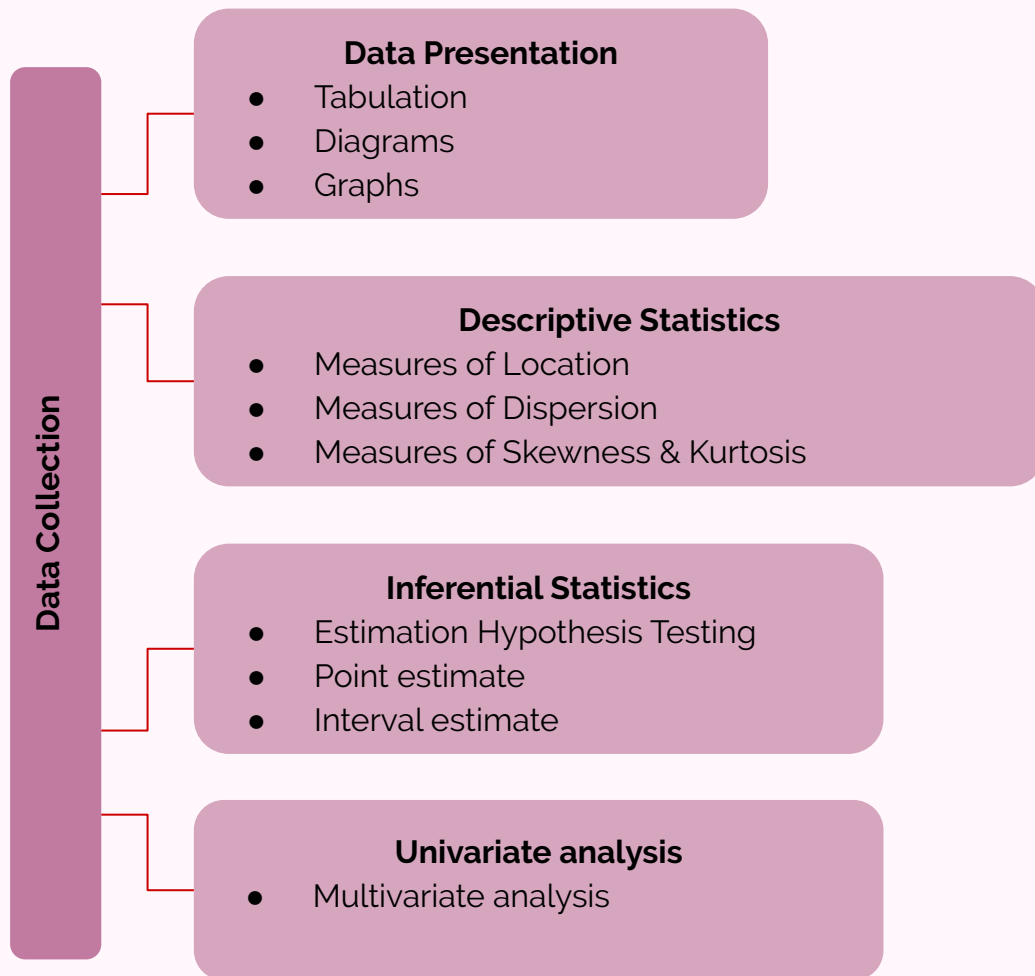 Data Collection
Data Presentation
● Tabulation
● Diagrams
● Graphs
Descriptive Statistics
● Measures of Location
● Measures of Dispersion
● Measures of Skewness & Kurtosis
Inferential Statistics
● Estimation Hypothesis Testing
● Point estimate
● Interval estimate
Univariate analysis
● Multivariate analysis